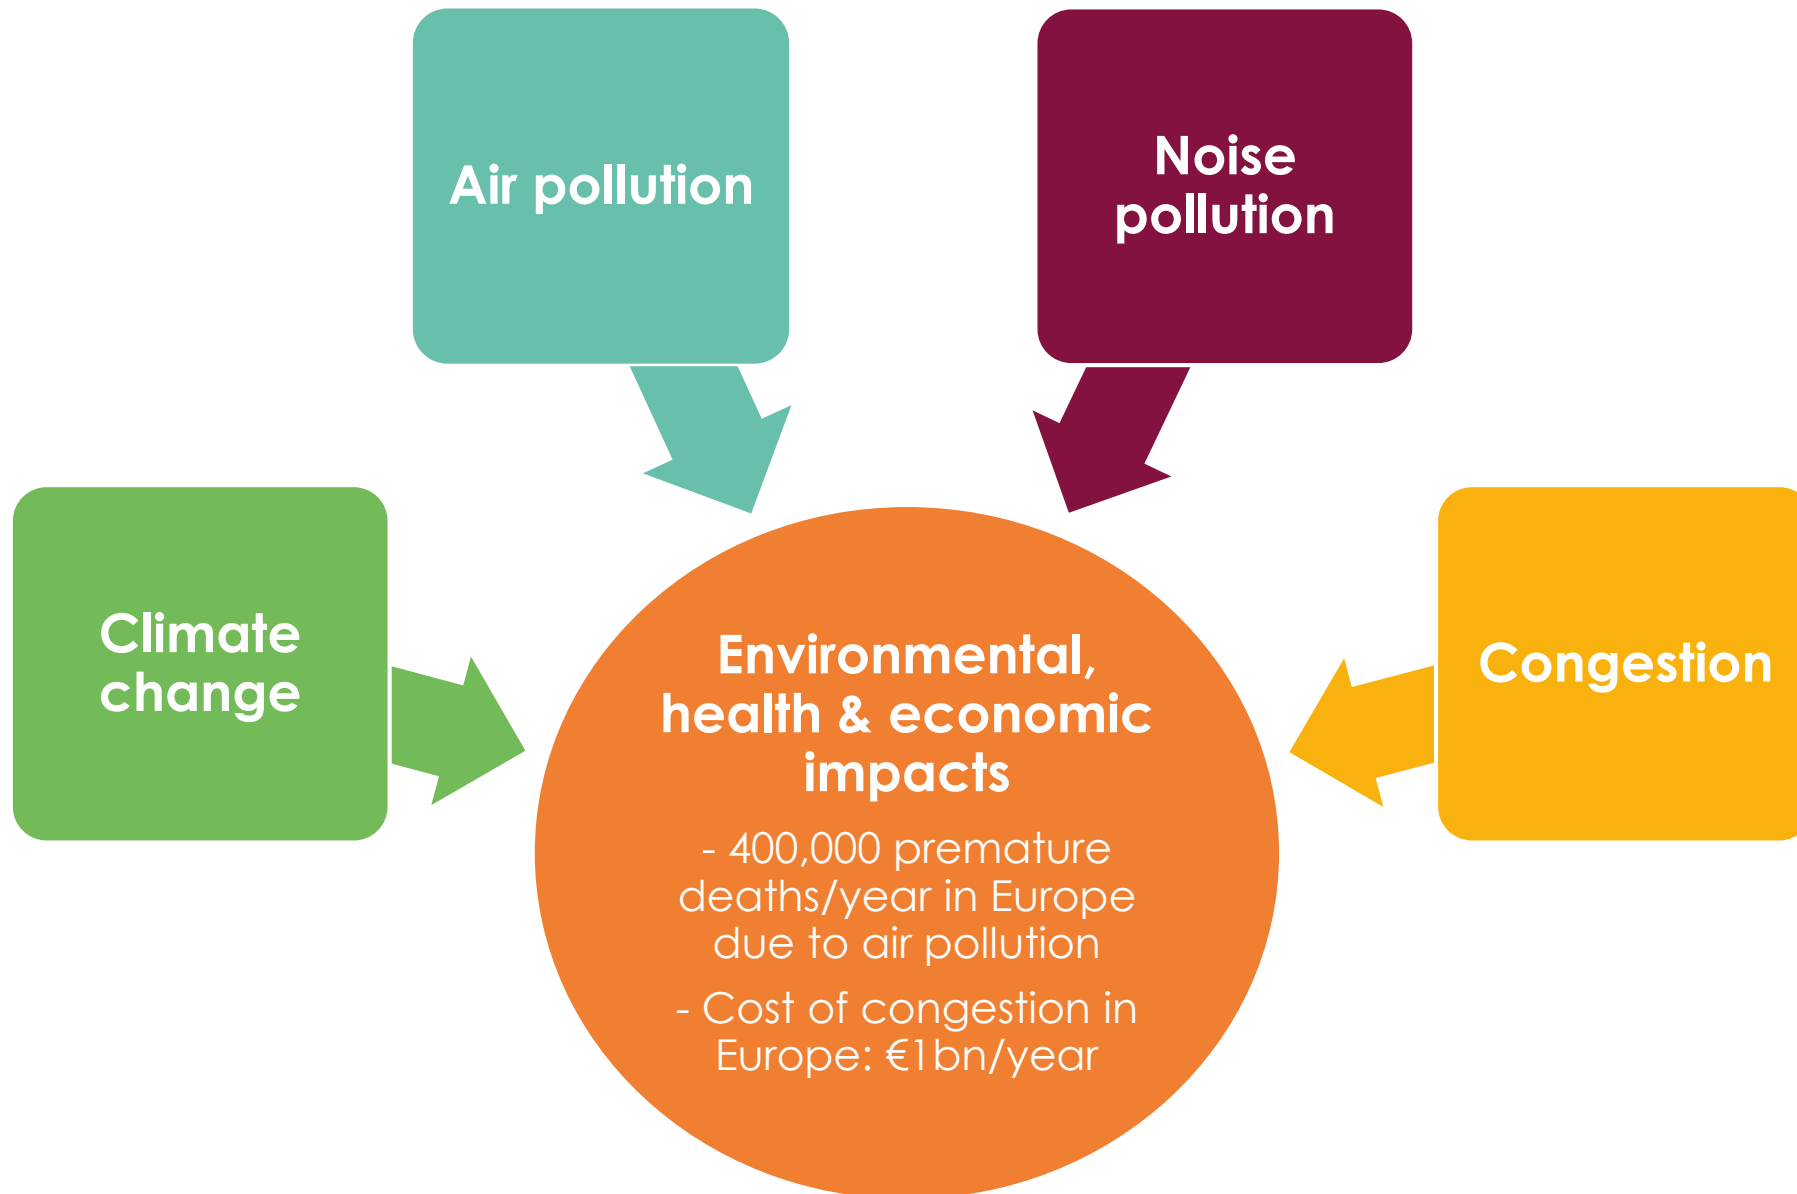 Air pollution
Noise
pollution
Climate
change
Congestion
Environmental,
health & economic
impacts
- 400,000 premature
deaths/year in Europe
due to air pollution
- Cost of congestion in
Europe: €1bn/year